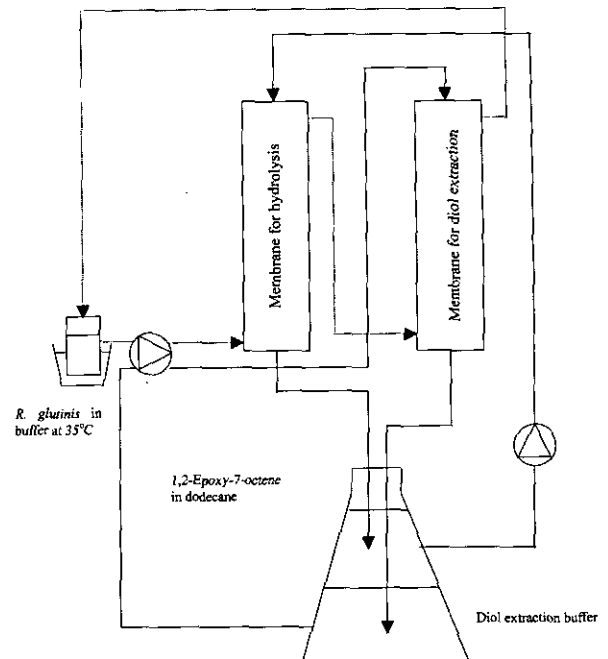 Membrane for hydrolysis
Membrane for diol extraction
R. glutinis in
buffer at 35°C
1,2-Epoxy-7-octene
in dodecane
Diol extraction buffer